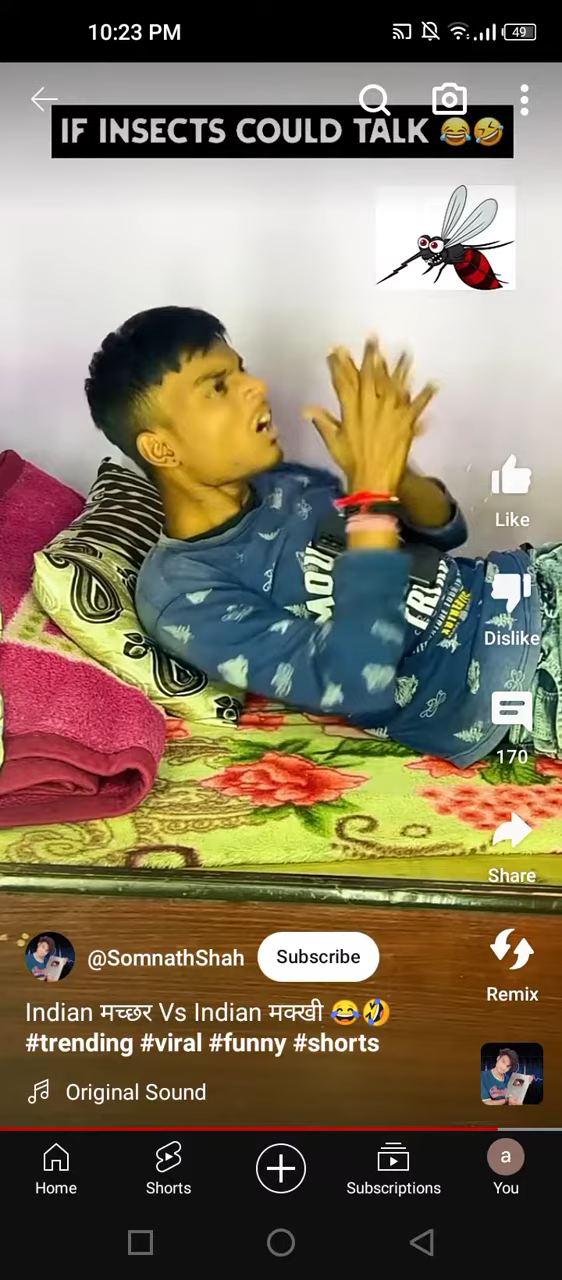 10:23 PM
49
IF INSECTS COULD TALK 😂🤣
Like
Dislike
170
Share
@SomnathShah
Subscribe
Remix
Indian मच्छर Vs Indian मक्खी 😂🤣
#trending #viral #funny #shorts
Original Sound
Home
Shorts
Subscriptions
a
You